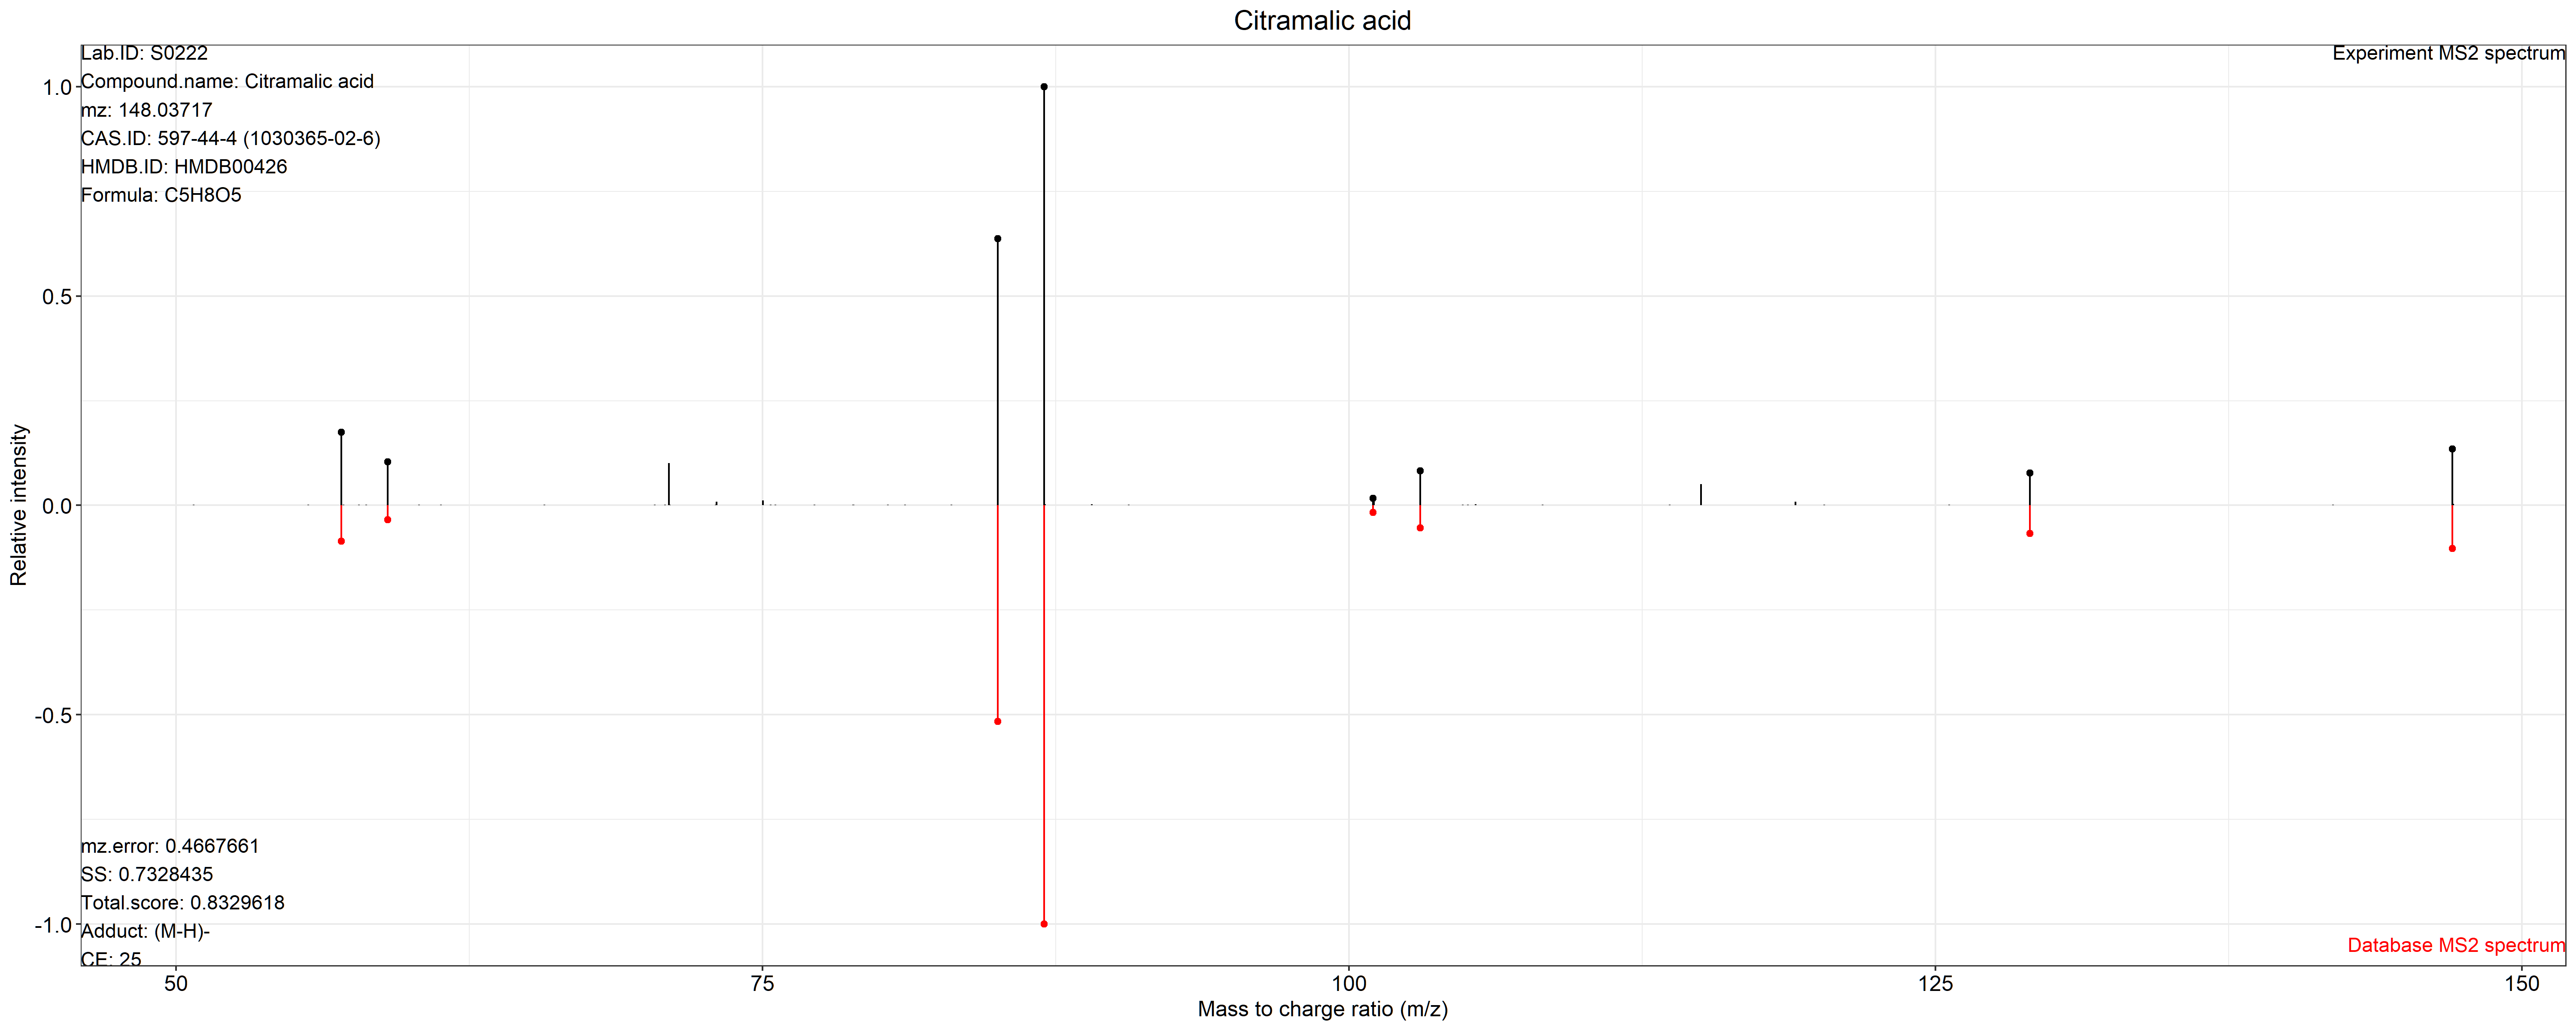 Citramalic acid
Lab.ID: S0222
Experiment MS2 spectrum
Compound.name: Citramalic acid
mz: 148.03717
CAS.ID: 597-44-4 (1030365-02-6)
HMDB.ID: HMDB00426
Formula: C5H8O5
1.0
0.5
0.0
-0.5
-1.0
Relative intensity
mz.error: 0.4667661
SS: 0.7328435
Total.score: 0.8329618
Adduct: (M-H)-
CE: 25
Database MS2 spectrum
50 75 100 125 150
Mass to charge ratio (m/z)